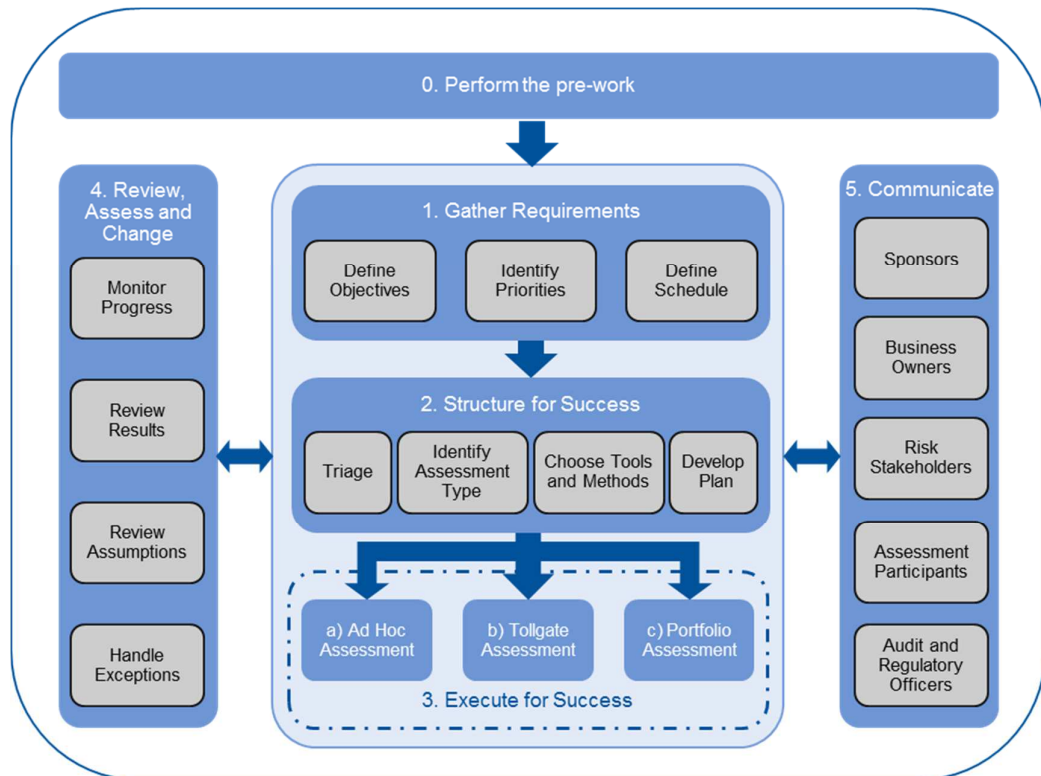 0. Perform the pre-work
4. Review,
Assess and
Change
Monitor
Progress
Review
Results
Review
Assumptions
Handle
Exceptions
1. Gather Requirements
Define
Objectives
Identify
Priorities
Define
Schedule
2. Structure for Success
Triage
Identify
Assessment
Type
Choose Tools
and Methods
Develop
Plan
a) Ad Hoc
Assessment
b) Tollgate
Assessment
c) Portfolio
Assessment
3. Execute for Success
5. Communicate
Sponsors
Business
Owners
Risk
Stakeholders
Assessment
Participants
Audit and
Regulatory
Officers